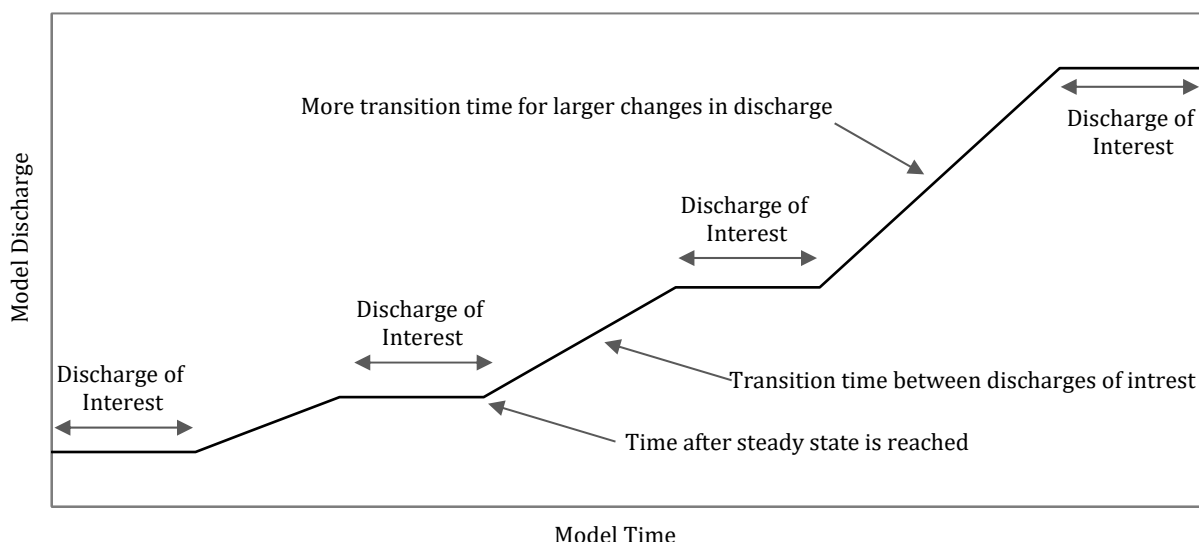 More transition time for larger changes in discharge
Discharge of
Interest
Discharge of
Interest
Discharge of
Interest
Discharge of
Interest
Transition time between discharges of intrest
Time after steady state is reached
Model Discharge
Model Time